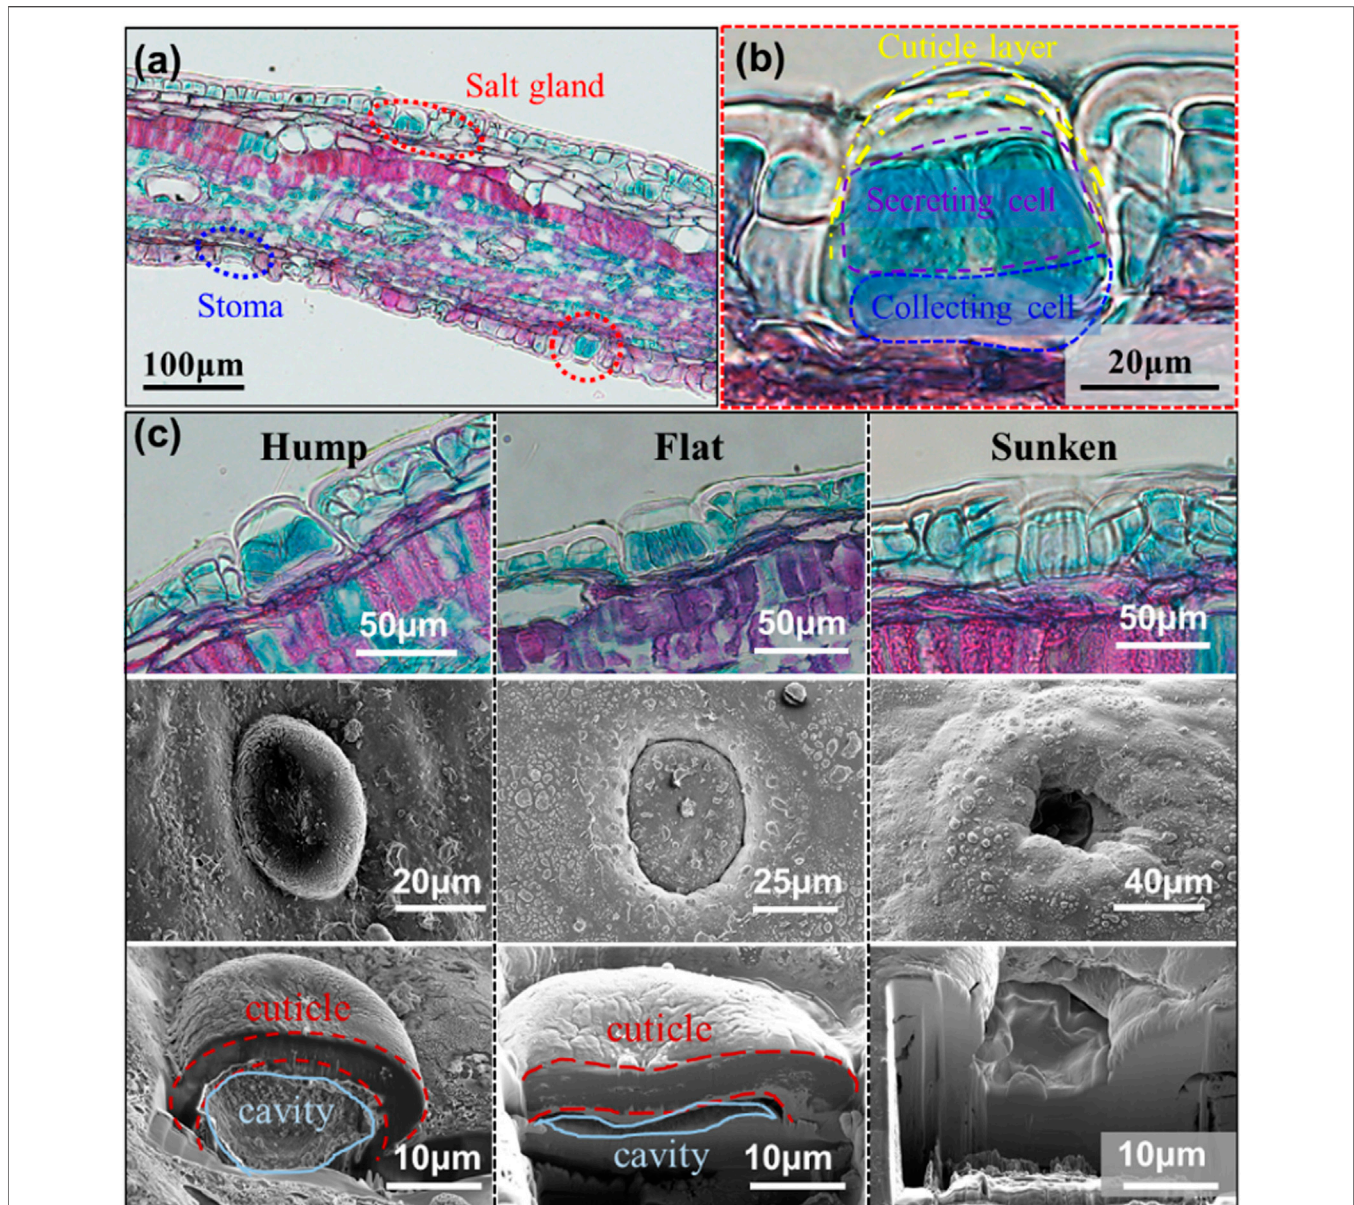 (a)
Salt gland
Stoma
100μm
(b)
Cuticle layer
Secreting cell
Collecting cell
20μm
(c)
Hump
Flat
Sunken
50μm
50μm
50μm
20μm
25μm
40μm
cuticle
cavity
10μm
cuticle
cavity
10μm
10μm